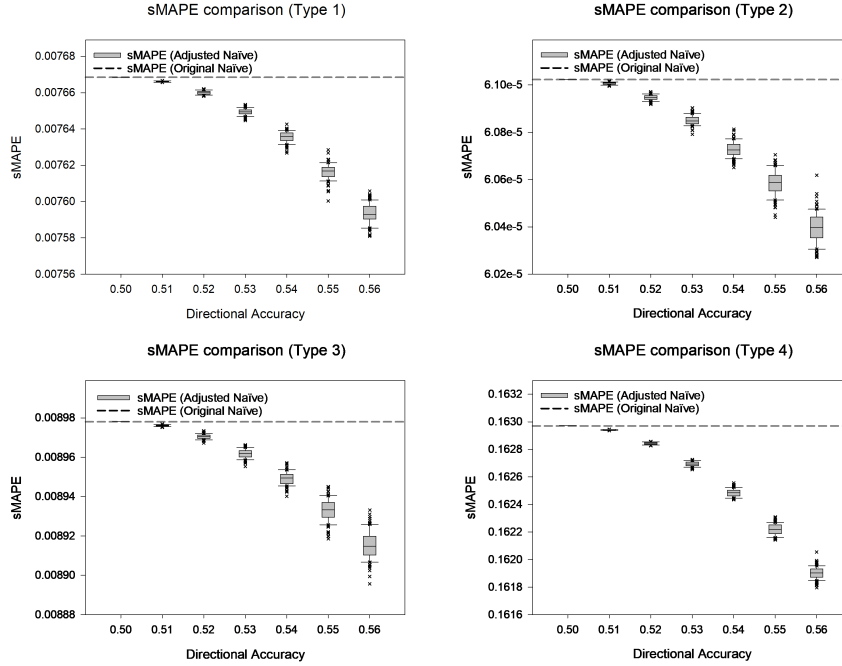 sMAPE comparison (Type 1)
0.00768
0.00766
0.00764
0.00762
0.00760
0.00758
0.00756
sMAPE
sMAPE (Adjusted Naïve)
sMAPE (Original Naïve)
0.50 0.51 0.52 0.53 0.54 0.55 0.56
Directional Accuracy
sMAPE comparison (Type 2)
6.10e-5
6.08e-5
6.06e-5
6.04e-5
6.02e-5
sMAPE
sMAPE (Adjusted Naïve)
sMAPE (Original Naïve)
0.50 0.51 0.52 0.53 0.54 0.55 0.56
Directional Accuracy
sMAPE comparison (Type 3)
0.00898
0.00896
0.00894
0.00892
0.00890
0.00888
sMAPE
sMAPE (Adjusted Naïve)
sMAPE (Original Naïve)
0.50 0.51 0.52 0.53 0.54 0.55 0.56
Directional Accuracy
sMAPE comparison (Type 4)
0.1632
0.1630
0.1628
0.1626
0.1624
0.1622
0.1620
0.1618
0.1616
sMAPE
sMAPE (Adjusted Naïve)
sMAPE (Original Naïve)
0.50 0.51 0.52 0.53 0.54 0.55 0.56
Directional Accuracy